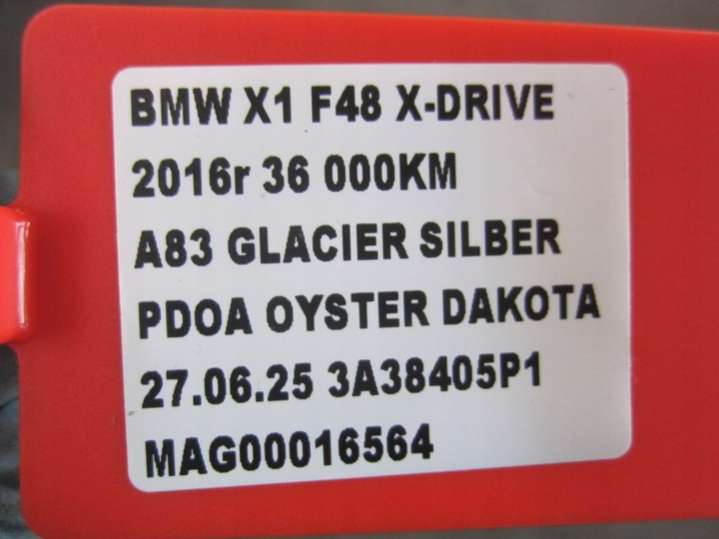 BMW X1 F48 X-DRIVE
2016r 36 000KM
A83 GLACIER SILBER
PDOA OYSTER DAKOTA
27.06.25 3A38405P1
MAG00016564